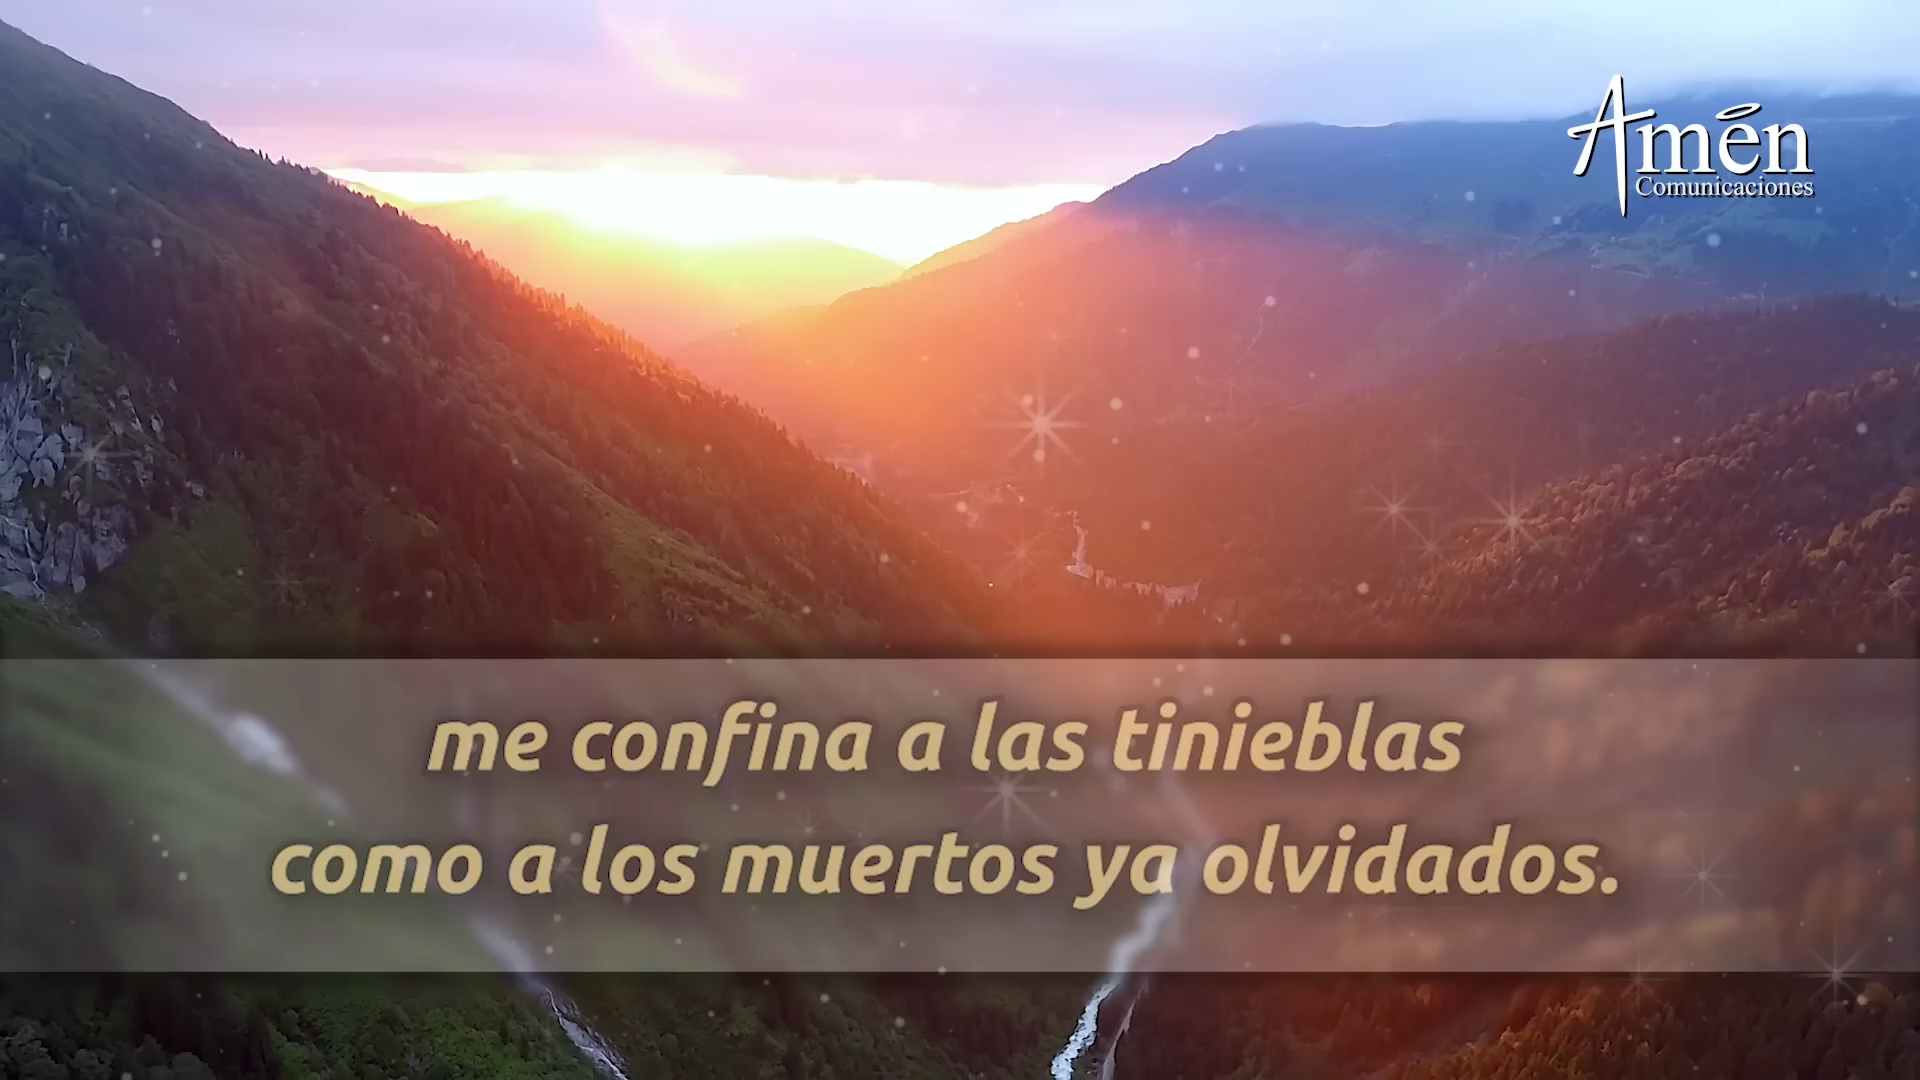 Amén
Comunicaciones
me confina a las tinieblas
como a los muertos ya olvidados.